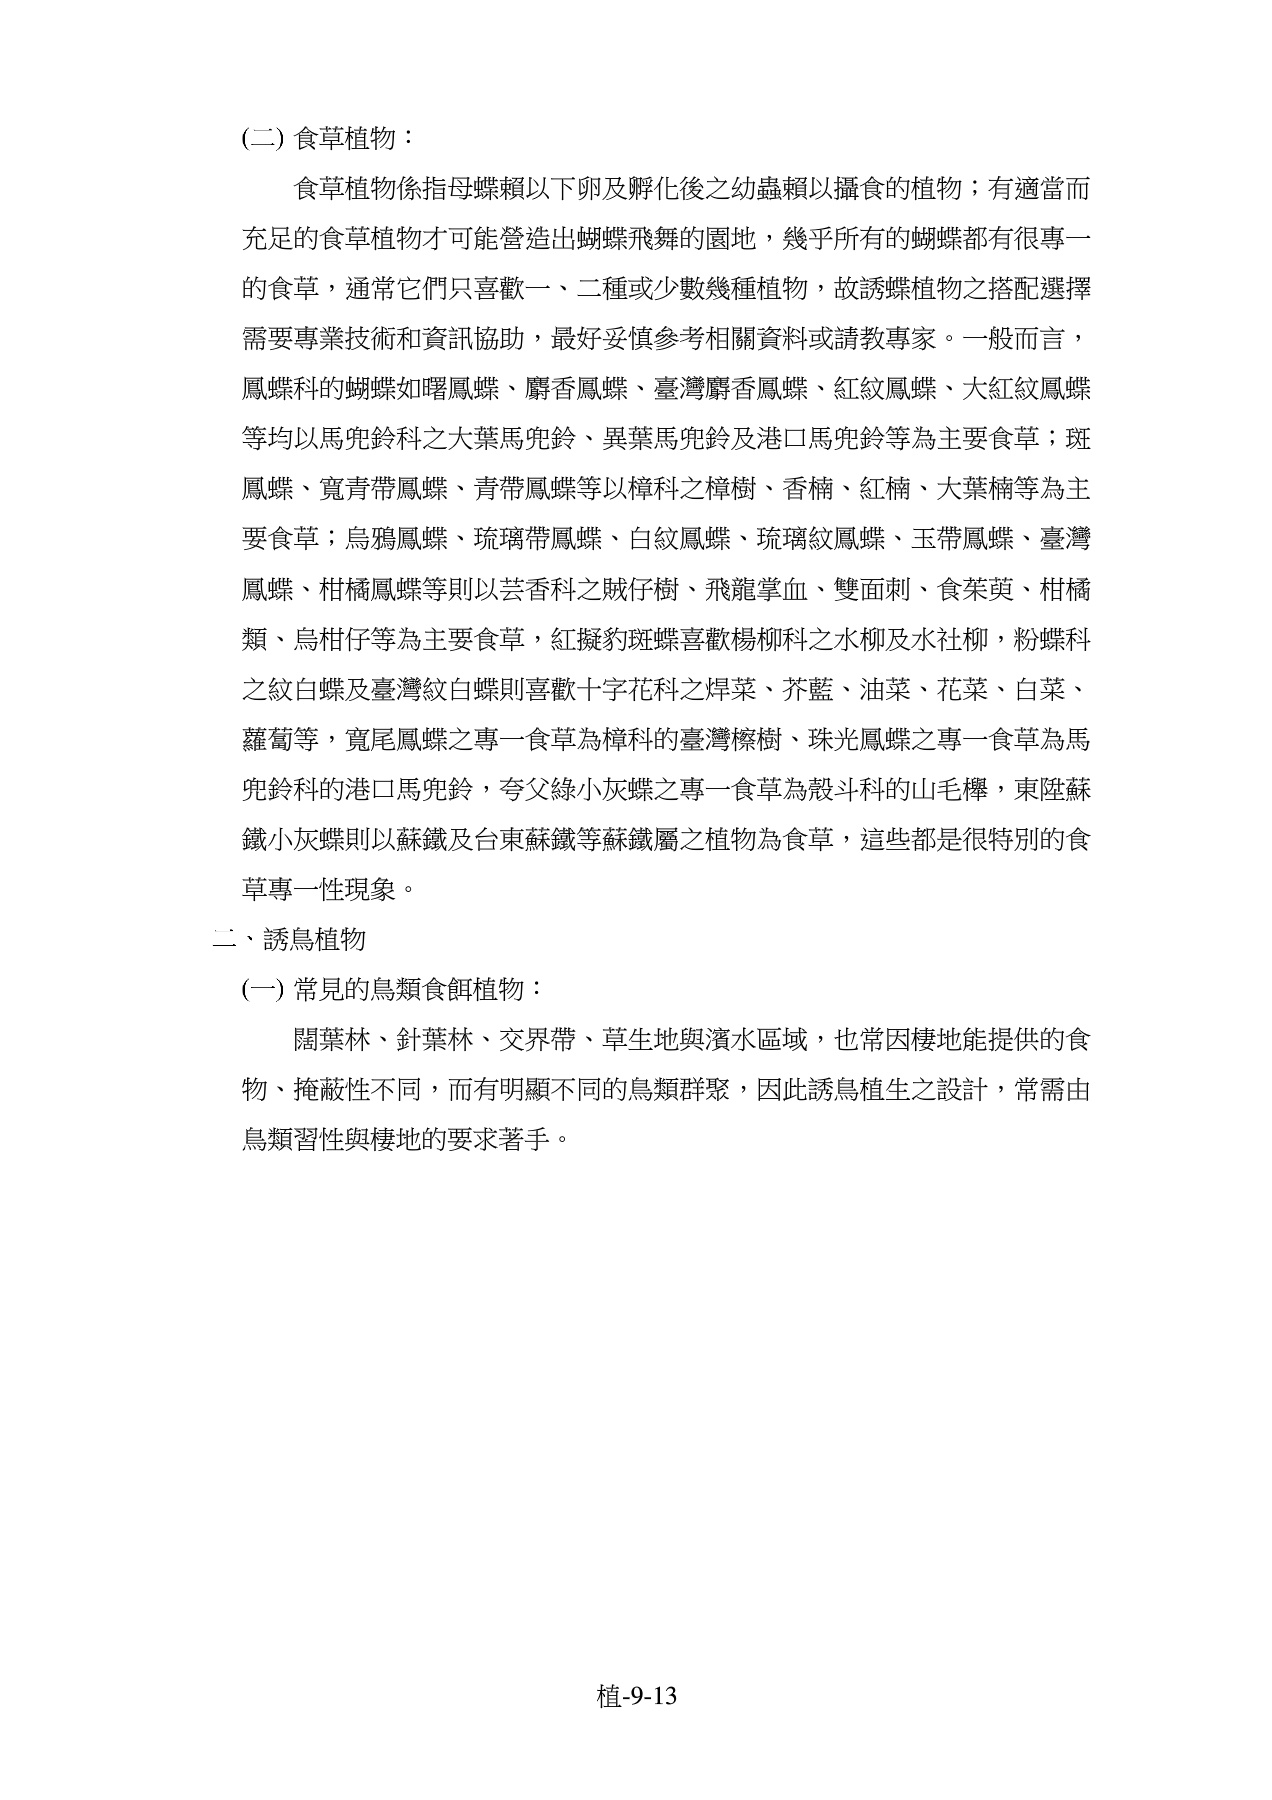 (二) 食草植物：
食草植物係指母蝶賴以下卵及孵化後之幼蟲賴以攝食的植物；有適當而
充足的食草植物才可能營造出蝴蝶飛舞的園地，幾乎所有的蝴蝶都有很專一
的食草，通常它們只喜歡一、二種或少數幾種植物，故誘蝶植物之搭配選擇
需要專業技術和資訊協助，最好妥慎參考相關資料或請教專家。一般而言，
鳳蝶科的蝴蝶如曙鳳蝶、麝香鳳蝶、臺灣麝香鳳蝶、紅紋鳳蝶、大紅紋鳳蝶
等均以馬兜鈴科之大葉馬兜鈴、異葉馬兜鈴及港口馬兜鈴等為主要食草；斑
鳳蝶、寬青帶鳳蝶、青帶鳳蝶等以樟科之樟樹、香楠、紅楠、大葉楠等為主
要食草；烏鴉鳳蝶、琉璃帶鳳蝶、白紋鳳蝶、琉璃紋鳳蝶、玉帶鳳蝶、臺灣
鳳蝶、柑橘鳳蝶等則以芸香科之賊仔樹、飛龍掌血、雙面刺、食茱萸、柑橘
類、烏柑仔等為主要食草，紅擬豹斑蝶喜歡楊柳科之水柳及水社柳，粉蝶科
之紋白蝶及臺灣紋白蝶則喜歡十字花科之焊菜、芥藍、油菜、花菜、白菜、
蘿蔔等，寬尾鳳蝶之專一食草為樟科的臺灣檫樹、珠光鳳蝶之專一食草為馬
兜鈴科的港口馬兜鈴，夸父綠小灰蝶之專一食草為殼斗科的山毛櫸，東陞蘇
鐵小灰蝶則以蘇鐵及台東蘇鐵等蘇鐵屬之植物為食草，這些都是很特別的食
草專一性現象。
二、誘鳥植物
(一) 常見的鳥類食餌植物：
闊葉林、針葉林、交界帶、草生地與濱水區域，也常因棲地能提供的食
物、掩蔽性不同，而有明顯不同的鳥類群聚，因此誘鳥植生之設計，常需由
鳥類習性與棲地的要求著手。
植-9-13